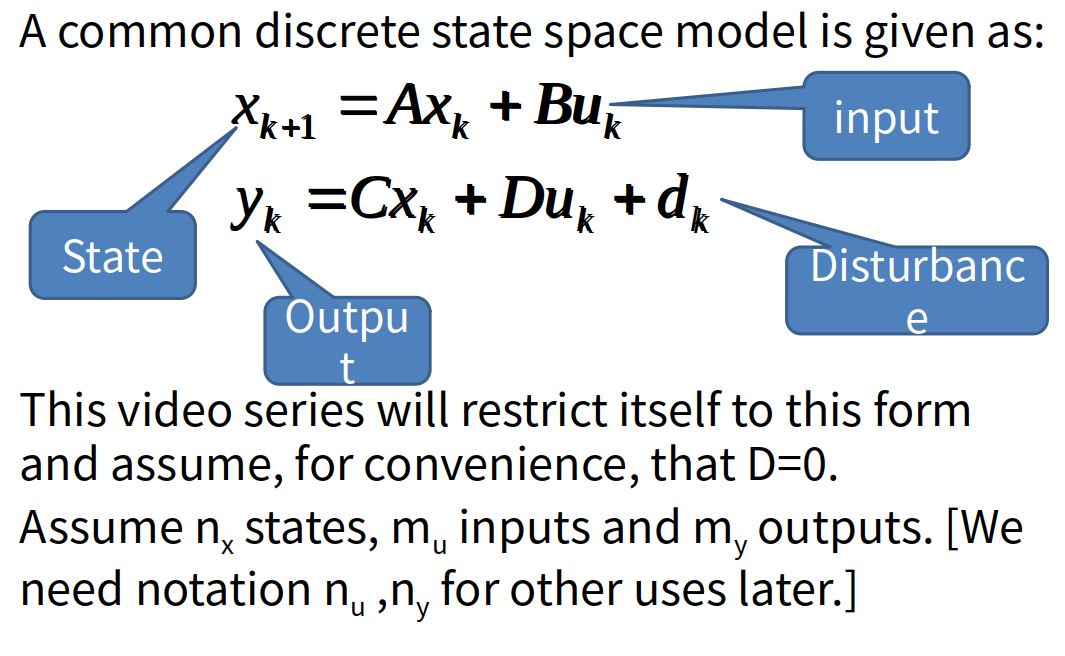 A common discrete state space model is given as:
x_{k+1} = Ax_k + Bu_k
input
y_k = Cx_k + Du_k + d_k
State
Disturbanc
e
Outpu
t
This video series will restrict itself to this form
and assume, for convenience, that D=0.
Assume n_x states, m_u inputs and m_y outputs. [We
need notation n_u ,n_y for other uses later.]